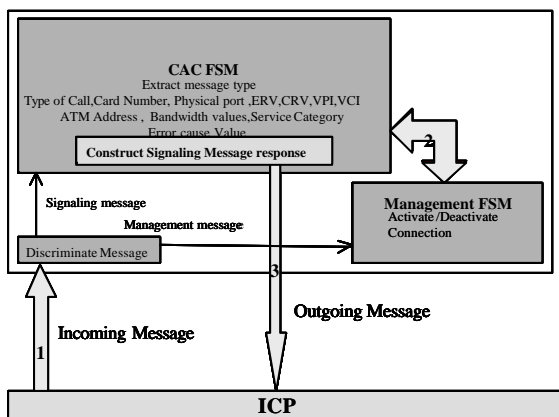 CAC FSM
Extract message type
Type of Call,Card Number, Physical port ,ERV,CRV,VPI,VCI
ATM Address , Bandwidth values,Service Category
Error cause Value
Construct Signaling Message response
2
Signaling message
Management message
Management FSM
Activate/Deactivate
Connection
Discriminate Message
3
Outgoing Message
Incoming Message
1
ICP